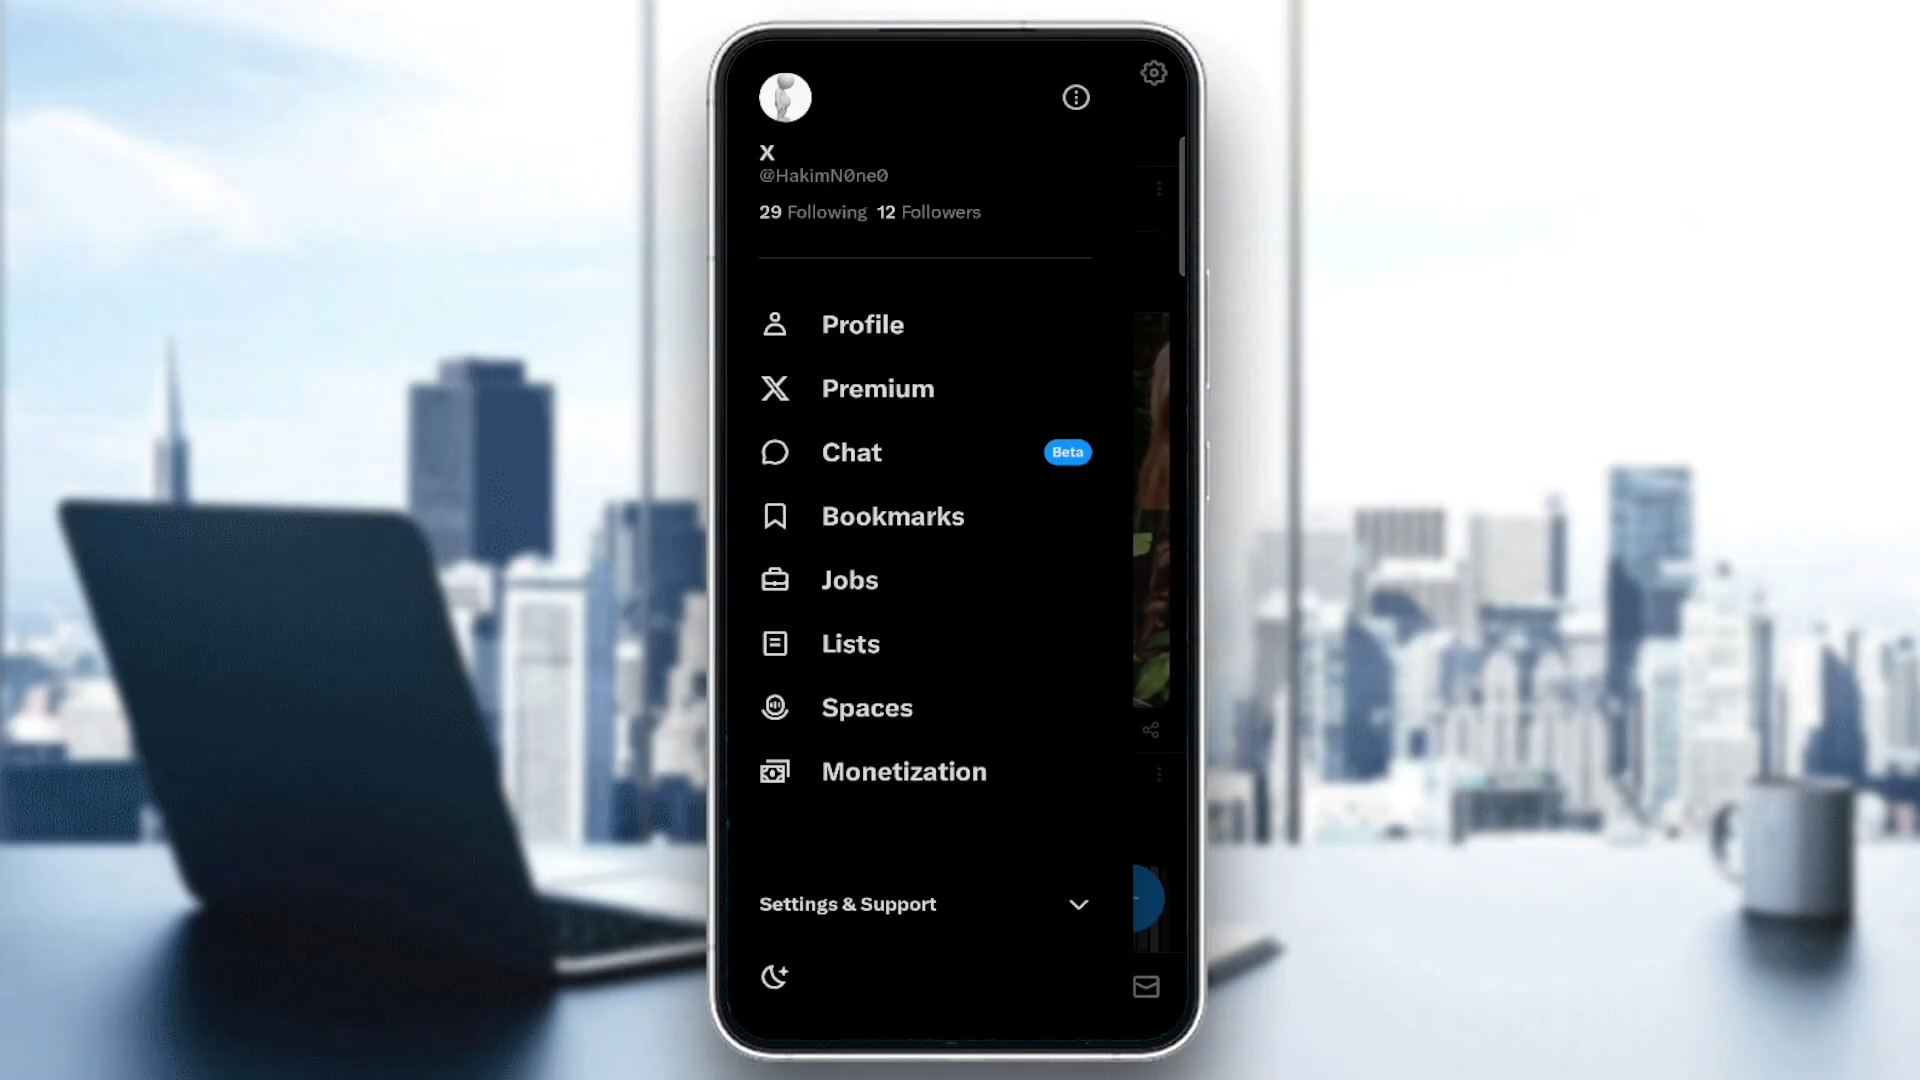 X
@HakimN0ne0
29 Following 12 Followers
Profile
Premium
Chat Beta
Bookmarks
Jobs
Lists
Spaces
Monetization
Settings & Support